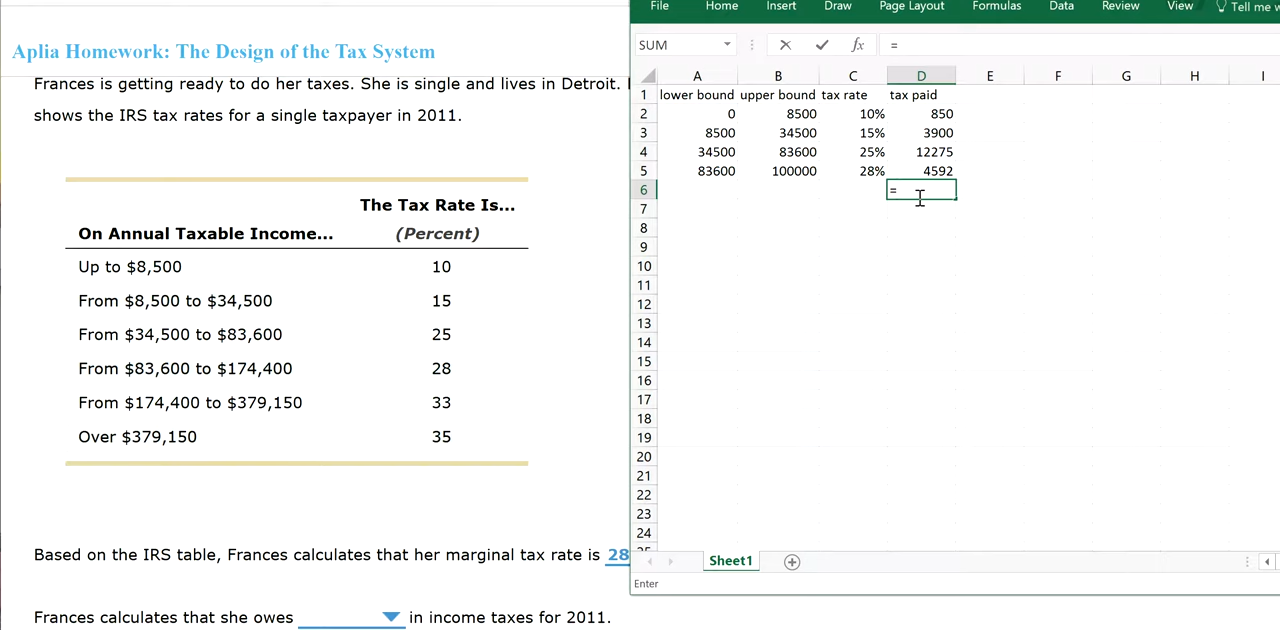 Aplia Homework: The Design of the Tax System
Frances is getting ready to do her taxes. She is single and lives in Detroit.
shows the IRS tax rates for a single taxpayer in 2011.
The Tax Rate Is...
On Annual Taxable Income... (Percent)
Up to $8,500 10
From $8,500 to $34,500 15
From $34,500 to $83,600 25
From $83,600 to $174,400 28
From $174,400 to $379,150 33
Over $379,150 35
Based on the IRS table, Frances calculates that her marginal tax rate is 28
Frances calculates that she owes in income taxes for 2011.
File Home Insert Draw Page Layout Formulas Data Review View Tell me
SUM fx =
A B C D E F G H I
1 lower bound upper bound tax rate tax paid
2 0 8500 10% 850
3 8500 34500 15% 3900
4 34500 83600 25% 12275
5 83600 100000 28% 4592
6 =
7
8
9
10
11
12
13
14
15
16
17
18
19
20
21
22
23
24
Sheet1
Enter